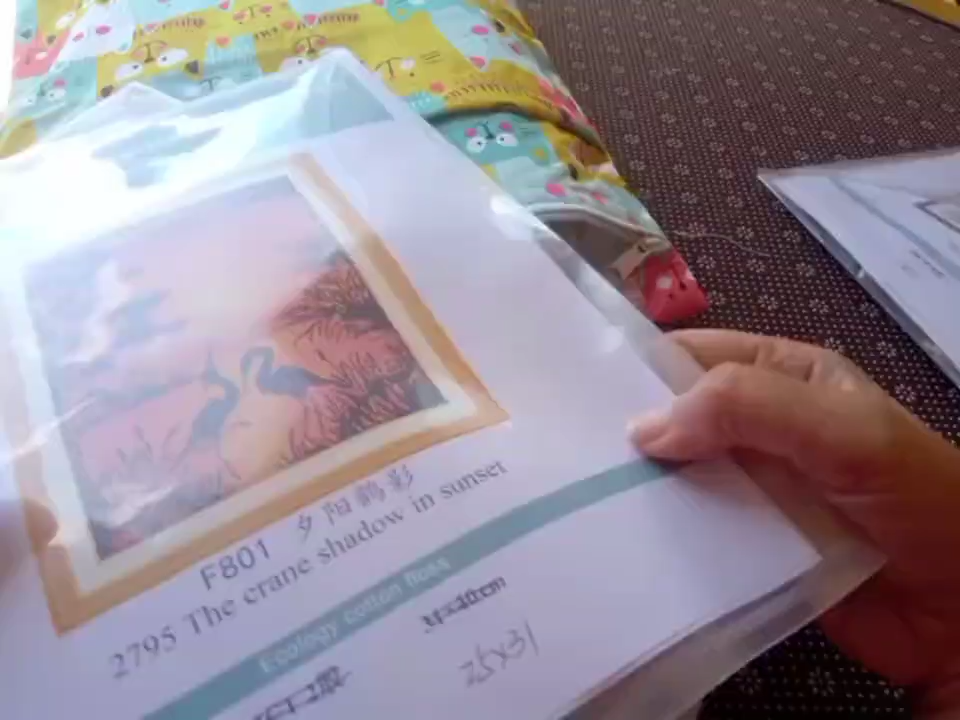 F801 夕阳鹤影
2795 The crane shadow in sunset
Ecology cotton floss
25x31